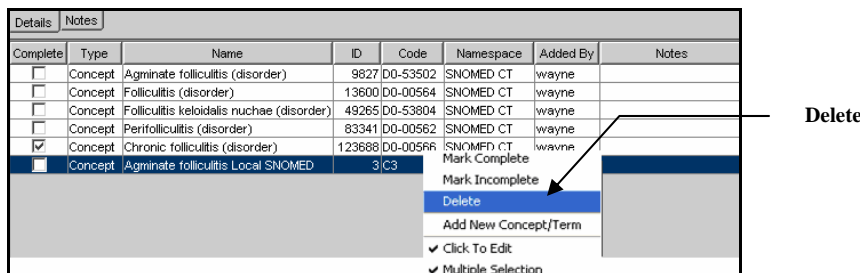 Details Notes
Complete Type Name ID Code Namespace Added By Notes
Concept Agminate folliculitis (disorder) 9827 D0-53502 SNOMED CT wayne
Concept Folliculitis (disorder) 13600 D0-00564 SNOMED CT wayne
Concept Folliculitis keloidalis nuchae (disorder) 49265 D0-53804 SNOMED CT wayne
Concept Perifolliculitis (disorder) 83341 D0-00562 SNOMED CT wayne
Concept Chronic folliculitis (disorder) 123688 D0-00566 SNOMED CT wayne
Concept Agminate folliculitis Local SNOMED 3 C3
Mark Complete
Mark Incomplete
Delete
Add New Concept/Term
Click To Edit
Multiple Selection
Delete